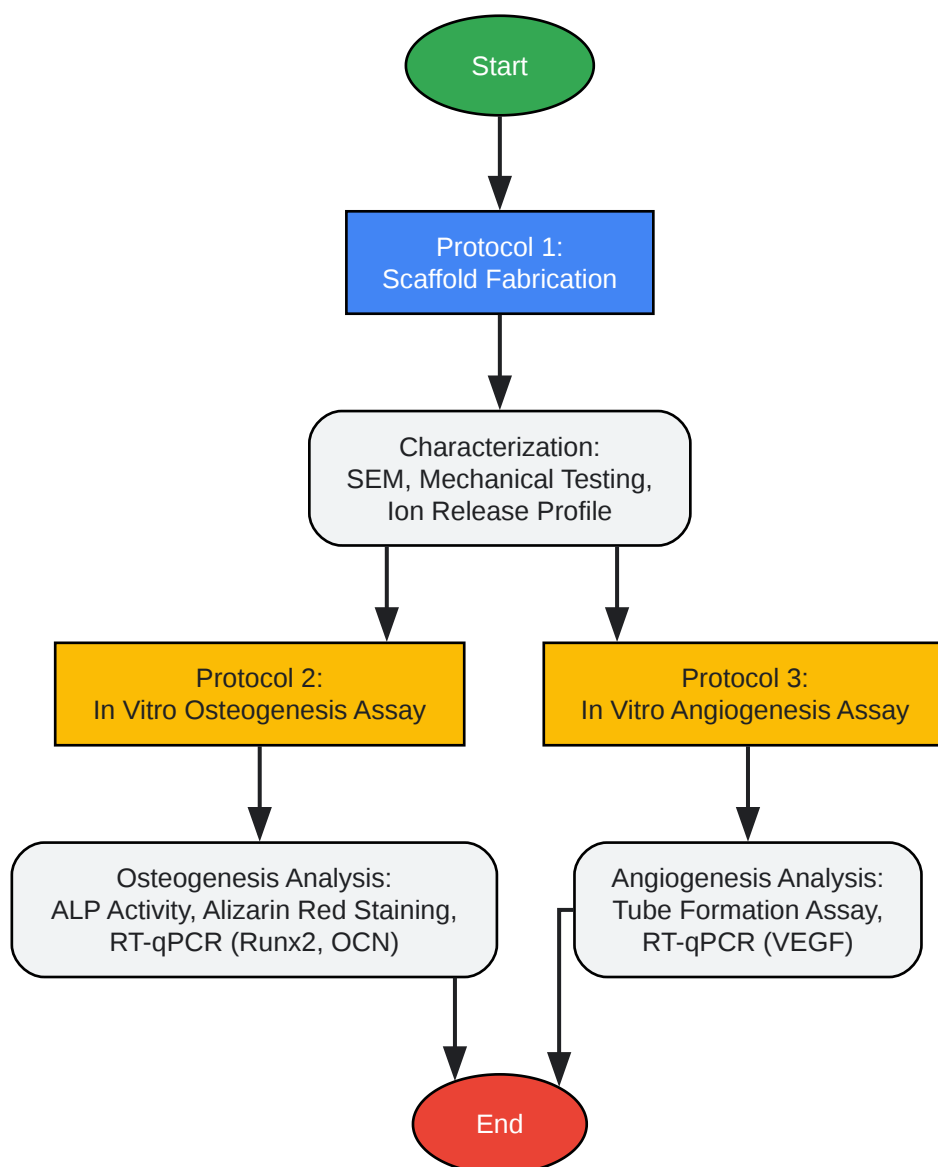 Start
Protocol 1:
Scaffold Fabrication
Characterization:
SEM, Mechanical Testing,
Ion Release Profile
Protocol 2:
In Vitro Osteogenesis Assay
Protocol 3:
In Vitro Angiogenesis Assay
Osteogenesis Analysis:
ALP Activity, Alizarin Red Staining,
RT-qPCR (Runx2, OCN)
Angiogenesis Analysis:
Tube Formation Assay,
RT-qPCR (VEGF)
End